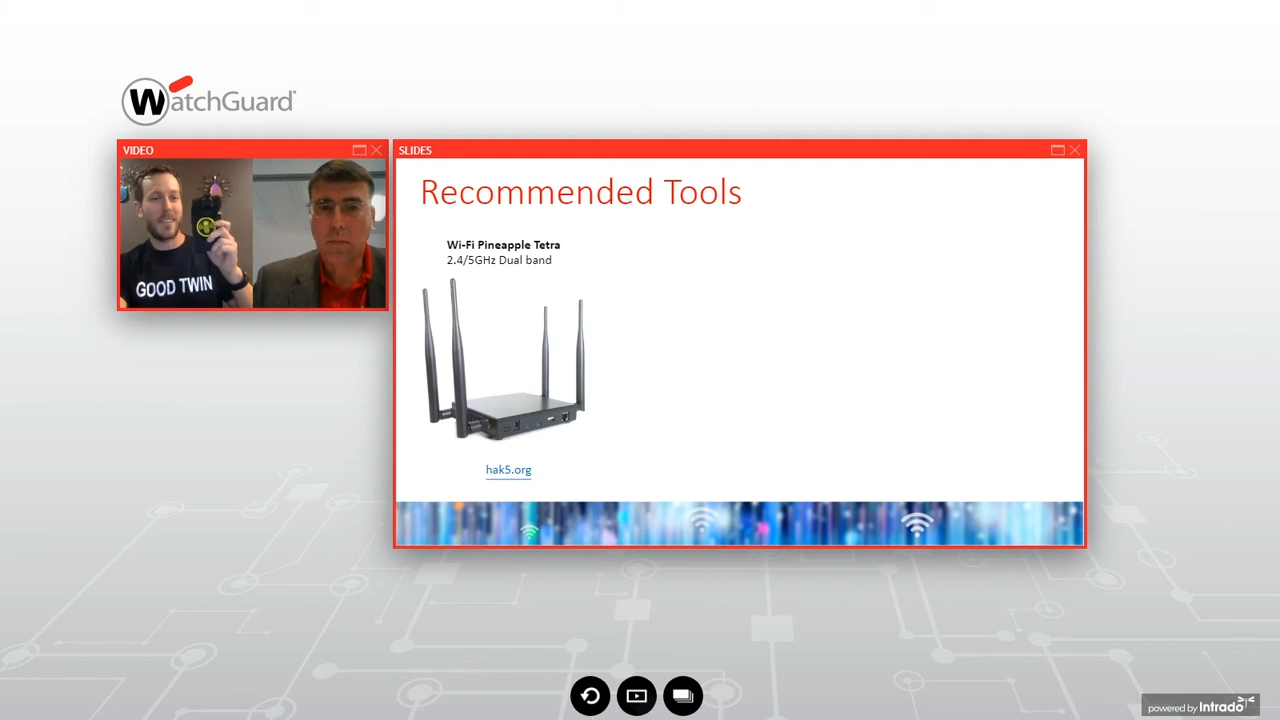 WatchGuard
VIDEO
SLIDES
GOOD TWIN
Recommended Tools
Wi-Fi Pineapple Tetra
2.4/5GHz Dual band
hak5.org
powered by Intrado